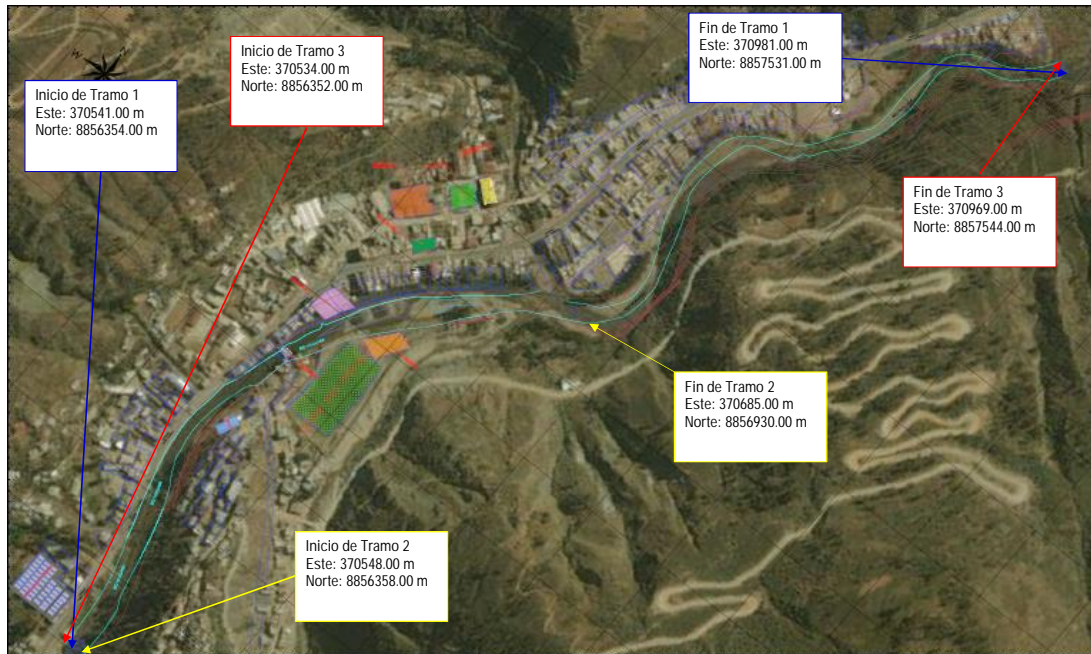 Inicio de Tramo 1
Este: 370541.00 m
Norte: 8856354.00 m
Inicio de Tramo 3
Este: 370534.00 m
Norte: 8856352.00 m
Fin de Tramo 1
Este: 370981.00 m
Norte: 8857531.00 m
Fin de Tramo 3
Este: 370969.00 m
Norte: 8857544.00 m
Fin de Tramo 2
Este: 370685.00 m
Norte: 8856930.00 m
Inicio de Tramo 2
Este: 370548.00 m
Norte: 8856358.00 m